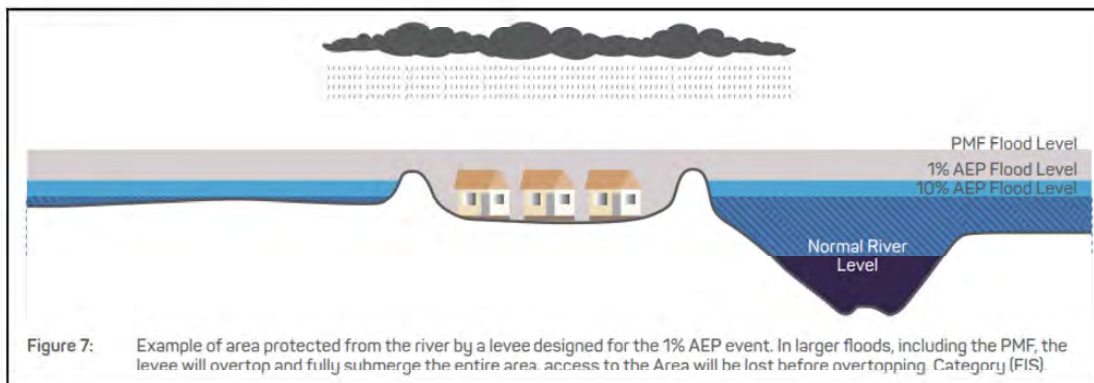 PMF Flood Level
1% AEP Flood Level
10% AEP Flood Level
Normal River
Level
Figure 7: Example of area protected from the river by a levee designed for the 1% AEP event. In larger floods, including the PMF, the
levee will overtop and fully submerge the entire area, access to the Area will be lost before overtopping. Category (FIS).